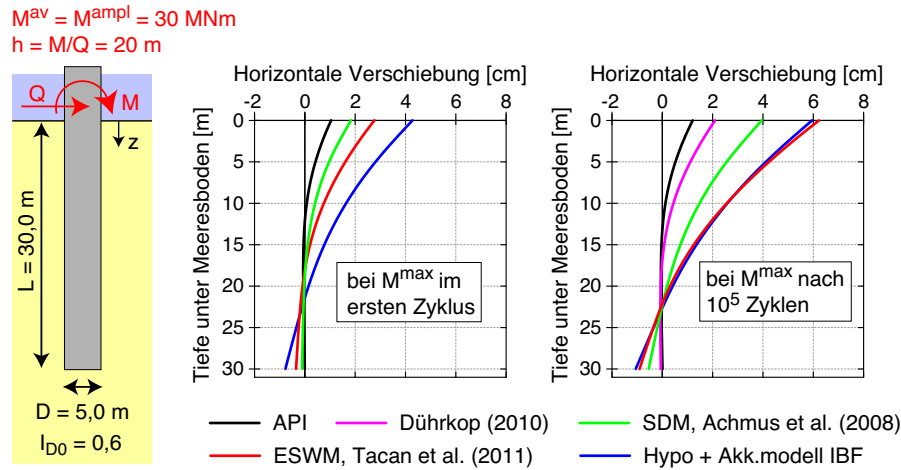 M^av = M^ampl = 30 MNm
h = M/Q = 20 m
Q
M
z
L = 30,0 m
D = 5,0 m
I_D0 = 0,6
Horizontale Verschiebung [cm]
-2 0 2 4 6 8
Tiefe unter Meeresboden [m]
0
5
10
15
20
25
30
bei M^max im
ersten Zyklus
Horizontale Verschiebung [cm]
-2 0 2 4 6 8
Tiefe unter Meeresboden [m]
0
5
10
15
20
25
30
bei M^max nach
10^5 Zyklen
API
Dührkop (2010)
SDM, Achmus et al. (2008)
ESWM, Tacan et al. (2011)
Hypo + Akk.modell IBF